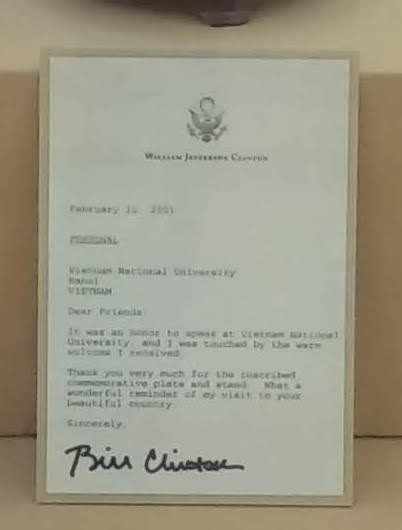 WILLIAM JEFFERSON CLINTON
February 2001
PERSONAL
Vietnam National University
Hanoi
VIETNAM
Dear Friends:
It was an honor to speak at Vietnam National
University, and I was touched by the warm
welcome I received.
Thank you very much for the inscribed
commemorative plate and stand. What a
wonderful reminder of my visit to your
beautiful country.
Sincerely,
Bill Clinton